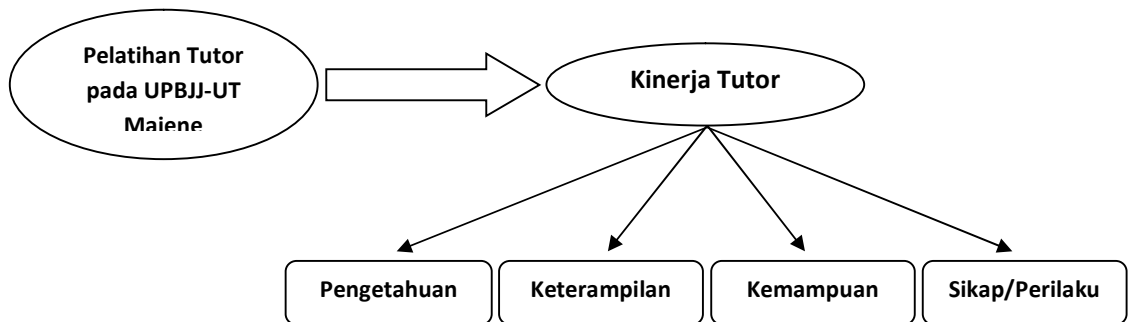 Pelatihan Tutor
pada UPBJJ-UT
Majene
Kinerja Tutor
Pengetahuan
Keterampilan
Kemampuan
Sikap/Perilaku